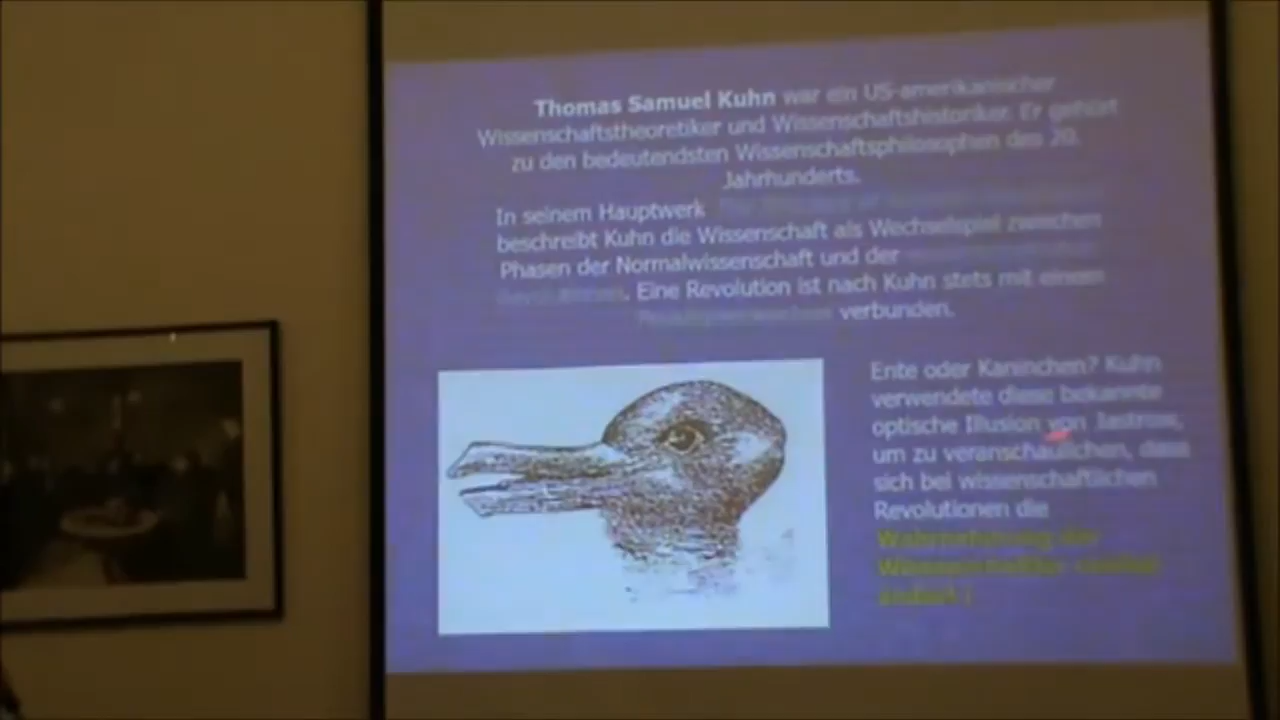 Thomas Samuel Kuhn war ein US-amerikanischer
Wissenschaftstheoretiker und Wissenschaftshistoriker. Er gehört
zu den bedeutendsten Wissenschaftsphilosophen des 20.
Jahrhunderts.
In seinem Hauptwerk
beschreibt Kuhn die Wissenschaft als Wechselspiel zwischen
Phasen der Normalwissenschaft und der
. Eine Revolution ist nach Kuhn stets mit einem
verbunden.
Ente oder Kaninchen? Kuhn
verwendete diese bekannte
optische Illusion von Jastrow,
um zu veranschaulichen, dass
sich bei wissenschaftlichen
Revolutionen die
Wahrnehmung der